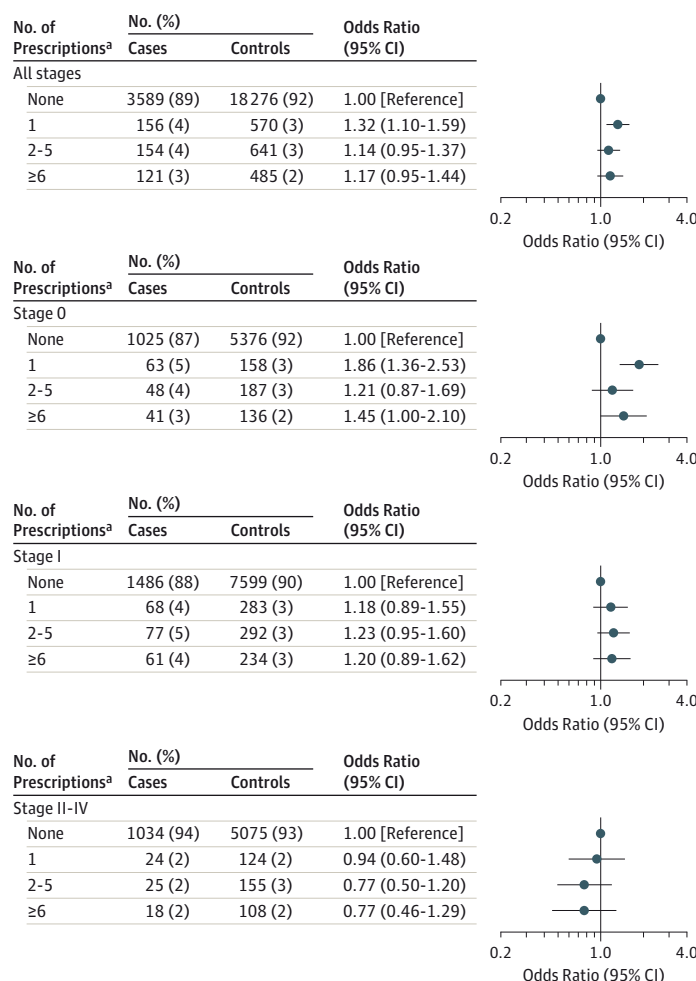 No. of Prescriptionsᵃ No. (%) Odds Ratio (95% CI)
Cases Controls
All stages
None 3589 (89) 18276 (92) 1.00 [Reference]
1 156 (4) 570 (3) 1.32 (1.10-1.59)
2-5 154 (4) 641 (3) 1.14 (0.95-1.37)
≥6 121 (3) 485 (2) 1.17 (0.95-1.44)
0.2 1.0 4.0
Odds Ratio (95% CI)
No. of Prescriptionsᵃ No. (%) Odds Ratio (95% CI)
Cases Controls
Stage 0
None 1025 (87) 5376 (92) 1.00 [Reference]
1 63 (5) 158 (3) 1.86 (1.36-2.53)
2-5 48 (4) 187 (3) 1.21 (0.87-1.69)
≥6 41 (3) 136 (2) 1.45 (1.00-2.10)
0.2 1.0 4.0
Odds Ratio (95% CI)
No. of Prescriptionsᵃ No. (%) Odds Ratio (95% CI)
Cases Controls
Stage I
None 1486 (88) 7599 (90) 1.00 [Reference]
1 68 (4) 283 (3) 1.18 (0.89-1.55)
2-5 77 (5) 292 (3) 1.23 (0.95-1.60)
≥6 61 (4) 234 (3) 1.20 (0.89-1.62)
0.2 1.0 4.0
Odds Ratio (95% CI)
No. of Prescriptionsᵃ No. (%) Odds Ratio (95% CI)
Cases Controls
Stage II-IV
None 1034 (94) 5075 (93) 1.00 [Reference]
1 24 (2) 124 (2) 0.94 (0.60-1.48)
2-5 25 (2) 155 (3) 0.77 (0.50-1.20)
≥6 18 (2) 108 (2) 0.77 (0.46-1.29)
0.2 1.0 4.0
Odds Ratio (95% CI)